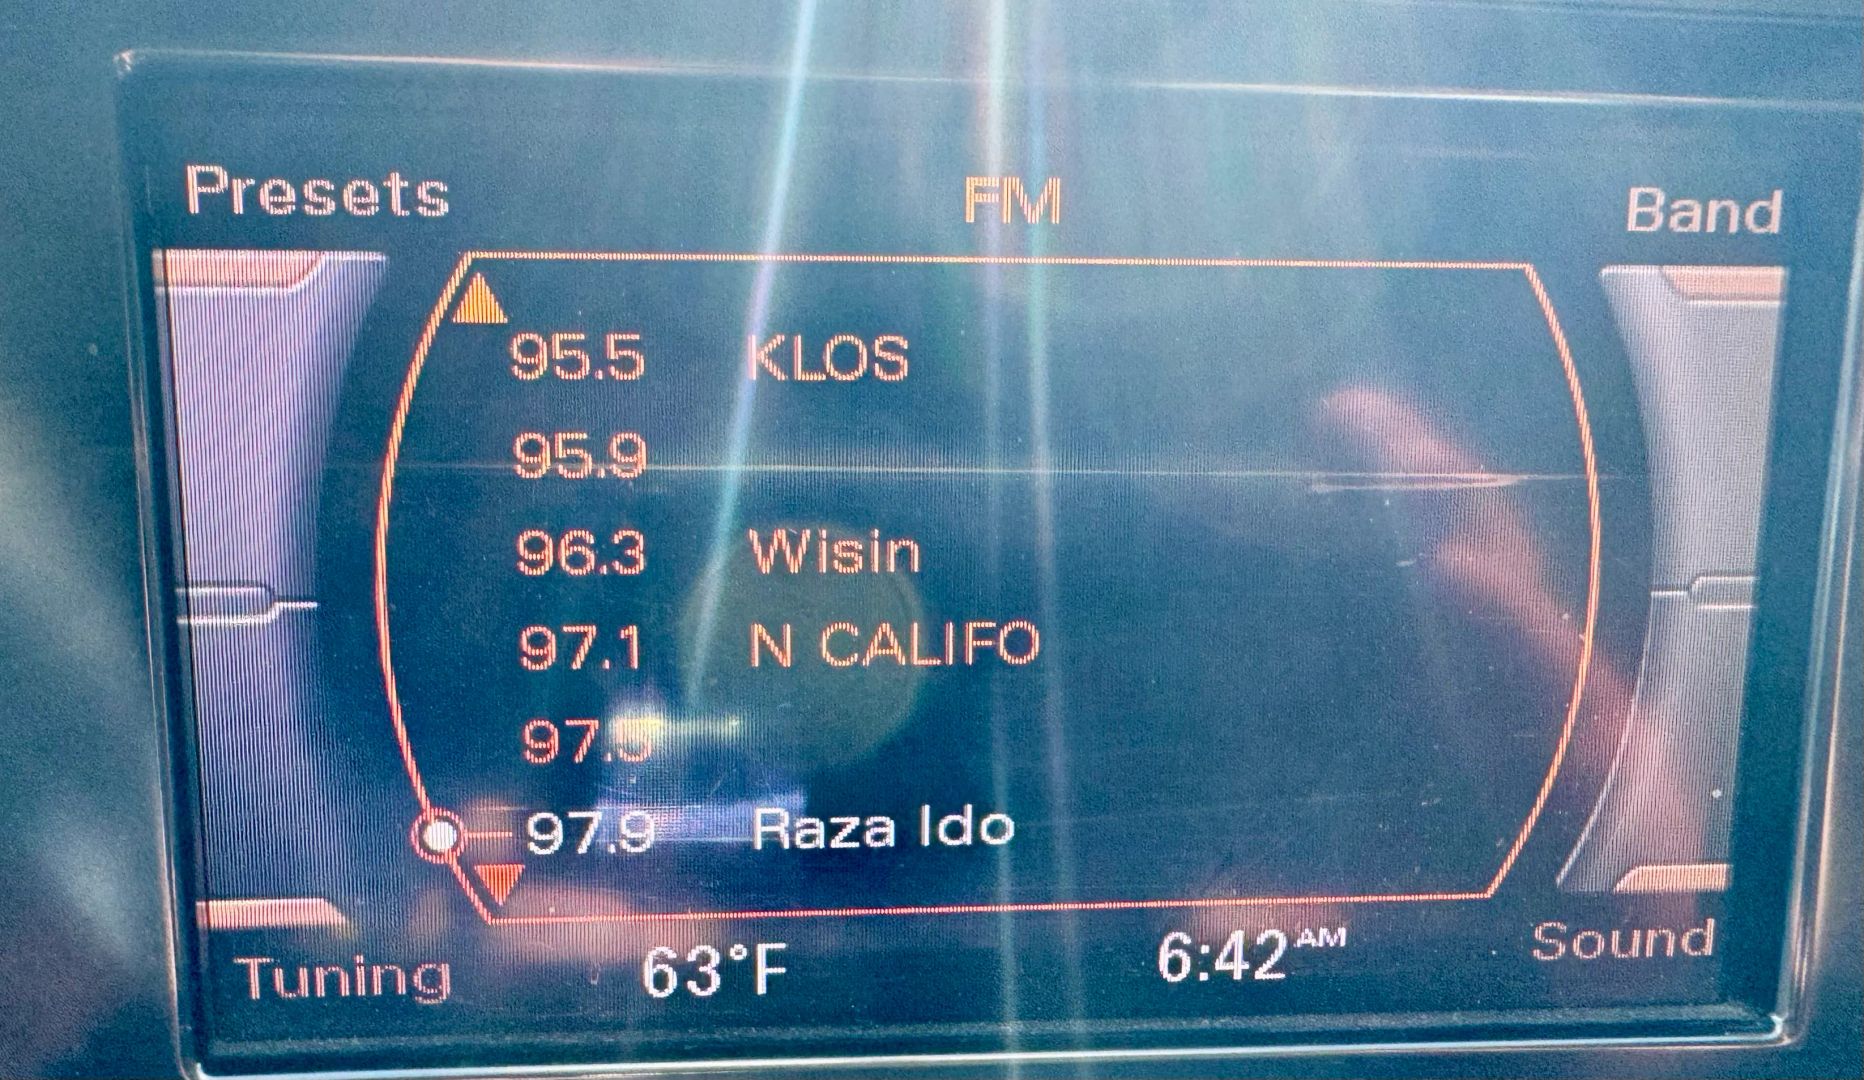 Presets FM Band
95.5 KLOS
95.9
96.3 Wisin
97.1 N CALIFO
97.
97.9 Raza Ido
Tuning 63°F 6:42 AM Sound